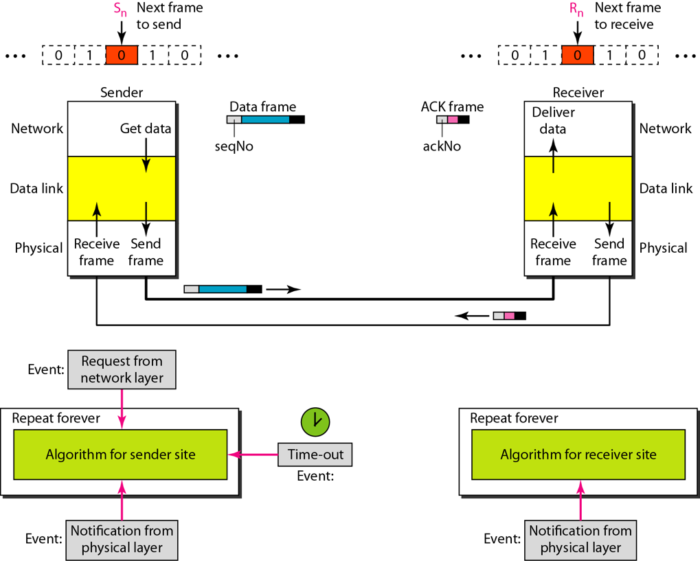 Sn Next frame
to send
Rn Next frame
to receive
••• 0 1 0 1 0 •••
••• 0 1 0 1 0 •••
Sender
Receiver
Data frame
ACK frame
seqNo
ackNo
Network
Get data
Deliver
data
Network
Data link
Data link
Physical
Receive
frame
Send
frame
Receive
frame
Send
frame
Physical
Event:
Request from
network layer
Repeat forever
Algorithm for sender site
Time-out
Event:
Event:
Notification from
physical layer
Repeat forever
Algorithm for receiver site
Event:
Notification from
physical layer